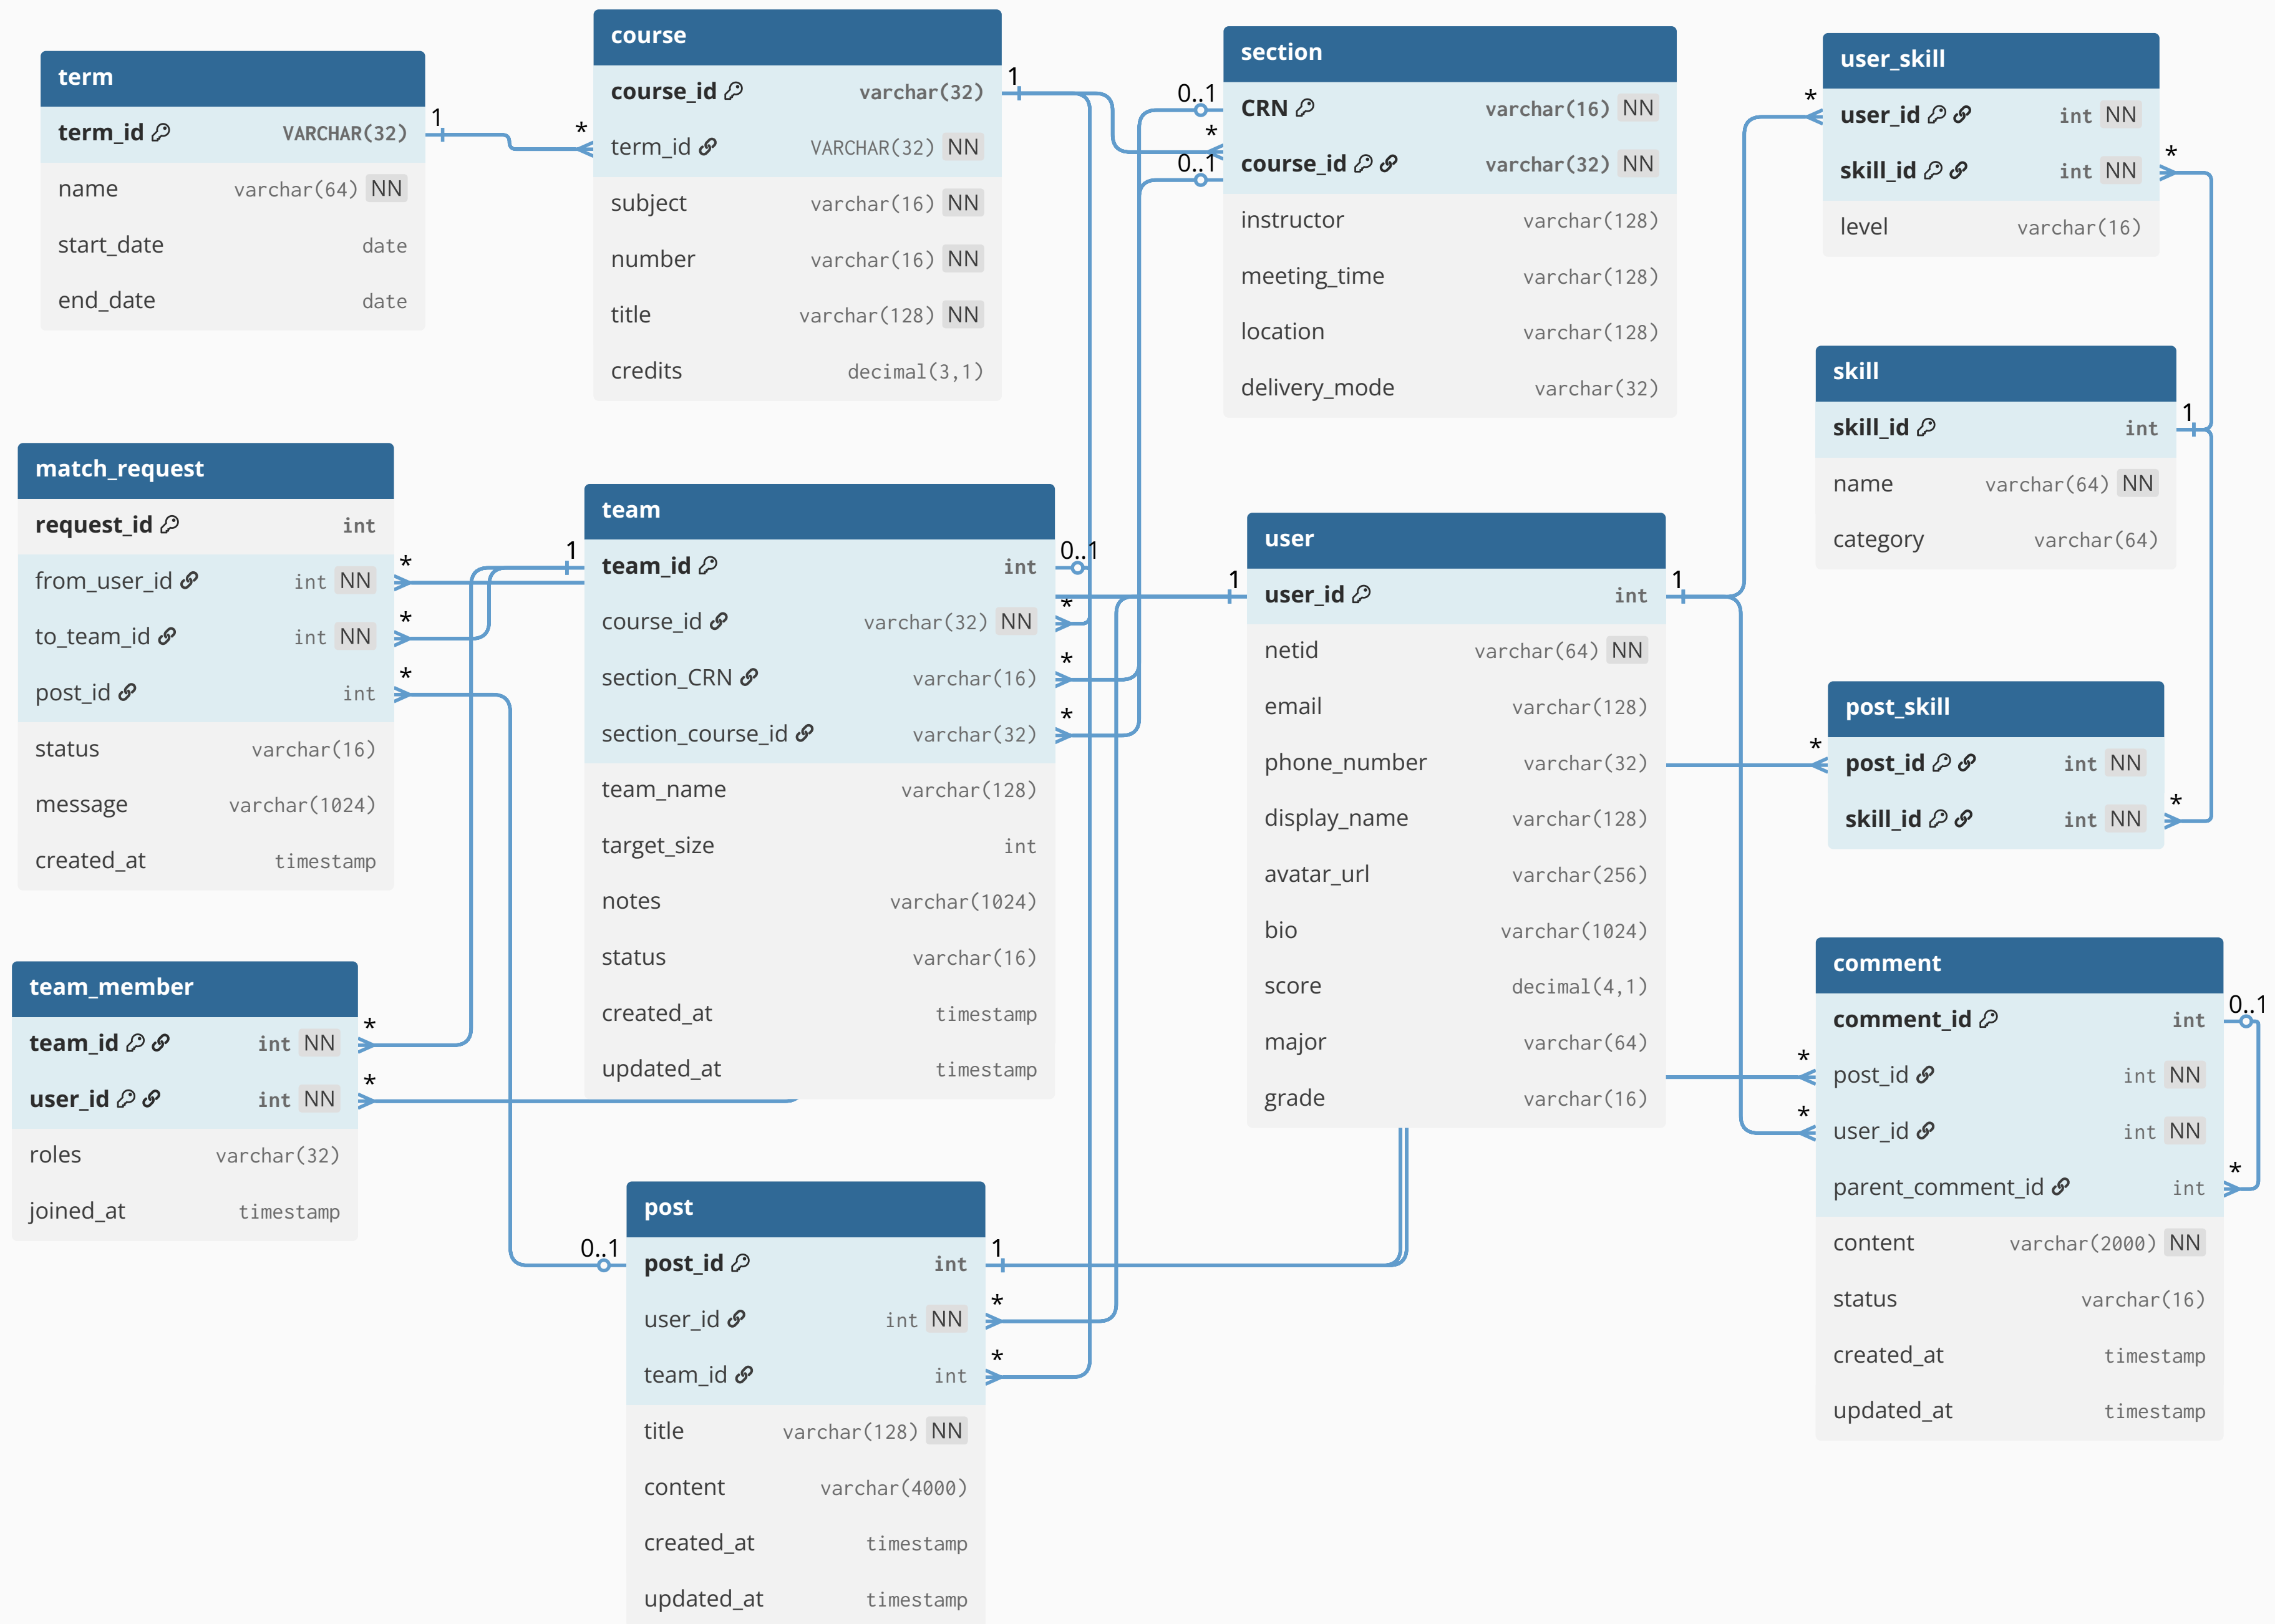 term
term_id VARCHAR(32)
name varchar(64) NN
start_date date
end_date date
1
*
course
course_id varchar(32)
term_id VARCHAR(32) NN
subject varchar(16) NN
number varchar(16) NN
title varchar(128) NN
credits decimal(3,1)
1
0..1
*
0..1
section
CRN varchar(16) NN
course_id varchar(32) NN
instructor varchar(128)
meeting_time varchar(128)
location varchar(128)
delivery_mode varchar(32)
*
user_skill
user_id int NN
skill_id int NN
level varchar(16)
*
skill
skill_id int
name varchar(64) NN
category varchar(64)
1
match_request
request_id int
from_user_id int NN
to_team_id int NN
post_id int
status varchar(16)
message varchar(1024)
created_at timestamp
*
*
*
1
team
team_id int
course_id varchar(32) NN
section_CRN varchar(16)
section_course_id varchar(32)
team_name varchar(128)
target_size int
notes varchar(1024)
status varchar(16)
created_at timestamp
updated_at timestamp
0..1
*
*
*
1
user
user_id int
netid varchar(64) NN
email varchar(128)
phone_number varchar(32)
display_name varchar(128)
avatar_url varchar(256)
bio varchar(1024)
score decimal(4,1)
major varchar(64)
grade varchar(16)
1
*
post_skill
post_id int NN
skill_id int NN
*
team_member
team_id int NN
user_id int NN
roles varchar(32)
joined_at timestamp
*
*
0..1
post
post_id int
user_id int NN
team_id int
title varchar(128) NN
content varchar(4000)
created_at timestamp
updated_at timestamp
1
*
*
*
*
comment
comment_id int
post_id int NN
user_id int NN
parent_comment_id int
content varchar(2000) NN
status varchar(16)
created_at timestamp
updated_at timestamp
0..1
*